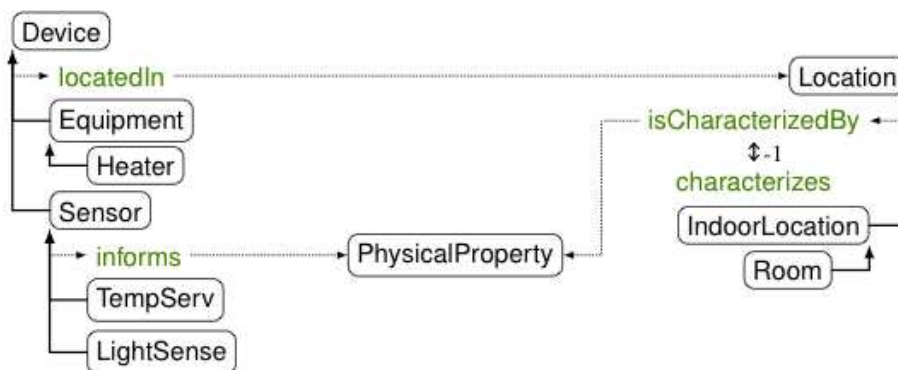 Device
locatedIn
Location
Equipment
isCharacterizedBy
Heater
⇕-1
characterizes
Sensor
IndoorLocation
informs
PhysicalProperty
Room
TempServ
LightSense